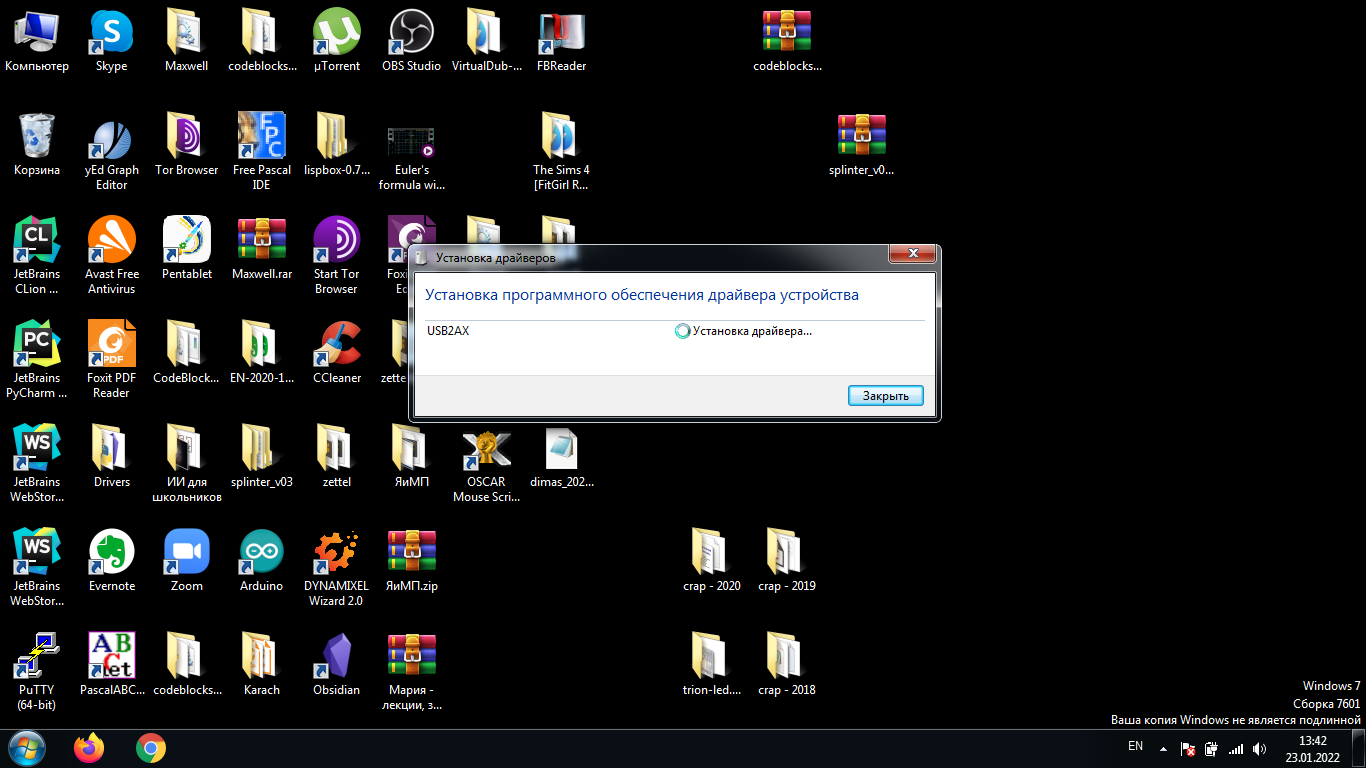 Компьютер
Skype
Maxwell
codeblocks...
µTorrent
OBS Studio
VirtualDub-...
FBReader
codeblocks...
Корзина
yEd Graph
Editor
Tor Browser
Free Pascal
IDE
lispbox-0.7...
Euler's
formula wi...
The Sims 4
[FitGirl R...
splinter_v0...
JetBrains
CLion ...
Avast Free
Antivirus
Pentablet
Maxwell.rar
Start Tor
Browser
Установка драйверов
Установка программного обеспечения драйвера устройства
USB2AX
Установка драйвера...
Закрыть
JetBrains
PyCharm ...
Foxit PDF
Reader
CodeBlock...
EN-2020-1...
CCleaner
JetBrains
WebStor...
Drivers
ИИ для
школьников
splinter_v03
zettel
ЯиМП
OSCAR
Mouse Scri...
dimas_202...
JetBrains
WebStor...
Evernote
Zoom
Arduino
DYNAMIXEL
Wizard 2.0
ЯиМП.zip
crap - 2020
crap - 2019
PuTTY
(64-bit)
PascalABC...
codeblocks...
Karach
Obsidian
Мария -
лекции, з...
trion-led....
crap - 2018
Windows 7
Сборка 7601
Ваша копия Windows не является подлинной
EN
13:42
23.01.2022